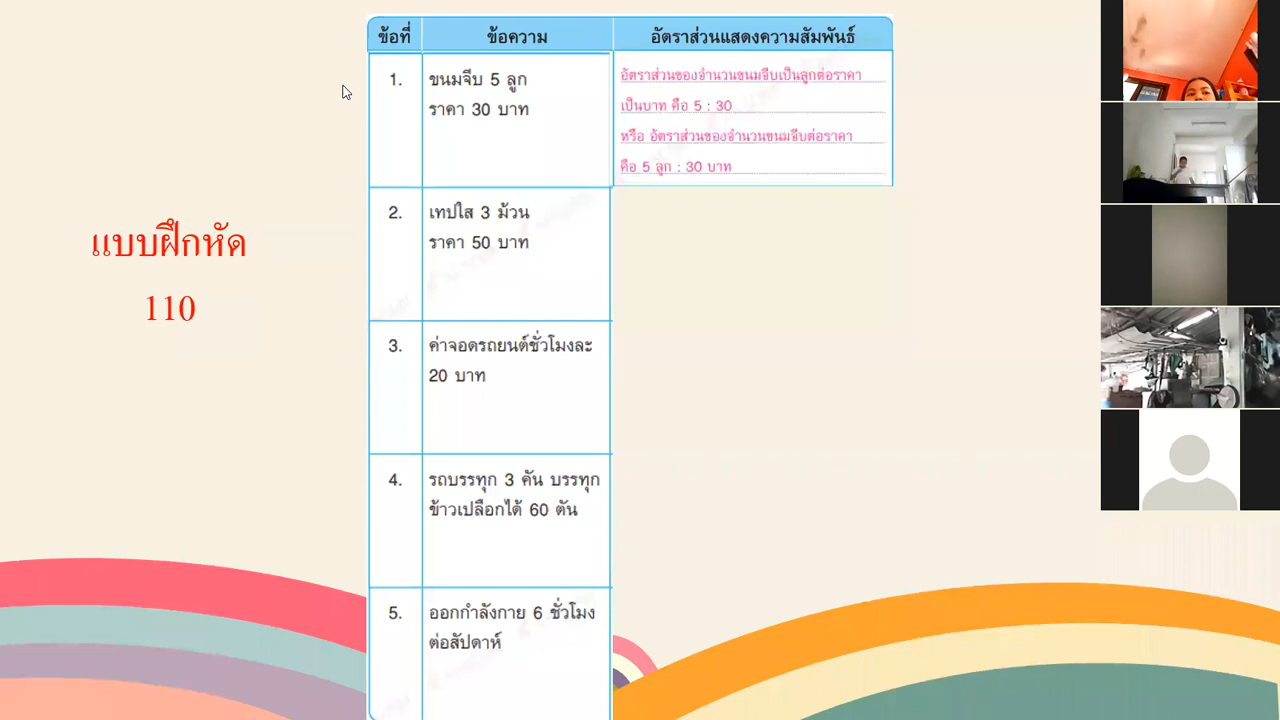 ข้อที่ ข้อความ อัตราส่วนแสดงความสัมพันธ์
1. ขนมจีบ 5 ลูก
ราคา 30 บาท
อัตราส่วนของจำนวนขนมจีบเป็นลูกต่อราคา
เป็นบาท คือ 5 : 30
หรือ อัตราส่วนของจำนวนขนมจีบต่อราคา
คือ 5 ลูก : 30 บาท
2. เทปใส 3 ม้วน
ราคา 50 บาท
แบบฝึกหัด
110
3. ค่าจอดรถยนต์ชั่วโมงละ
20 บาท
4. รถบรรทุก 3 คัน บรรทุก
ข้าวเปลือกได้ 60 ตัน
5. ออกกำลังกาย 6 ชั่วโมง
ต่อสัปดาห์